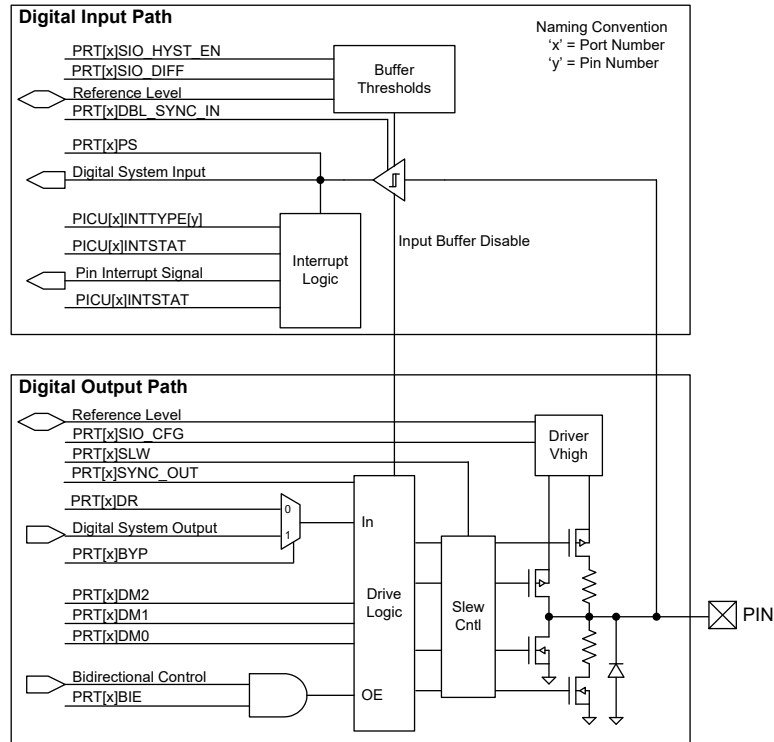 Digital Input Path
Naming Convention
'x' = Port Number
'y' = Pin Number
PRT[x]SIO_HYST_EN
PRT[x]SIO_DIFF
Reference Level
PRT[x]DBL_SYNC_IN
Buffer
Thresholds
PRT[x]PS
Digital System Input
PICU[x]INTTYPE[y]
PICU[x]INTSTAT
Pin Interrupt Signal
PICU[x]INTSTAT
Interrupt
Logic
Input Buffer Disable
Digital Output Path
Reference Level
PRT[x]SIO_CFG
PRT[x]SLW
PRT[x]SYNC_OUT
Driver
Vhigh
PRT[x]DR
Digital System Output
PRT[x]BYP
0
1
In
PRT[x]DM2
PRT[x]DM1
PRT[x]DM0
Drive
Logic
Slew
Cntl
PIN
Bidirectional Control
PRT[x]BIE
OE